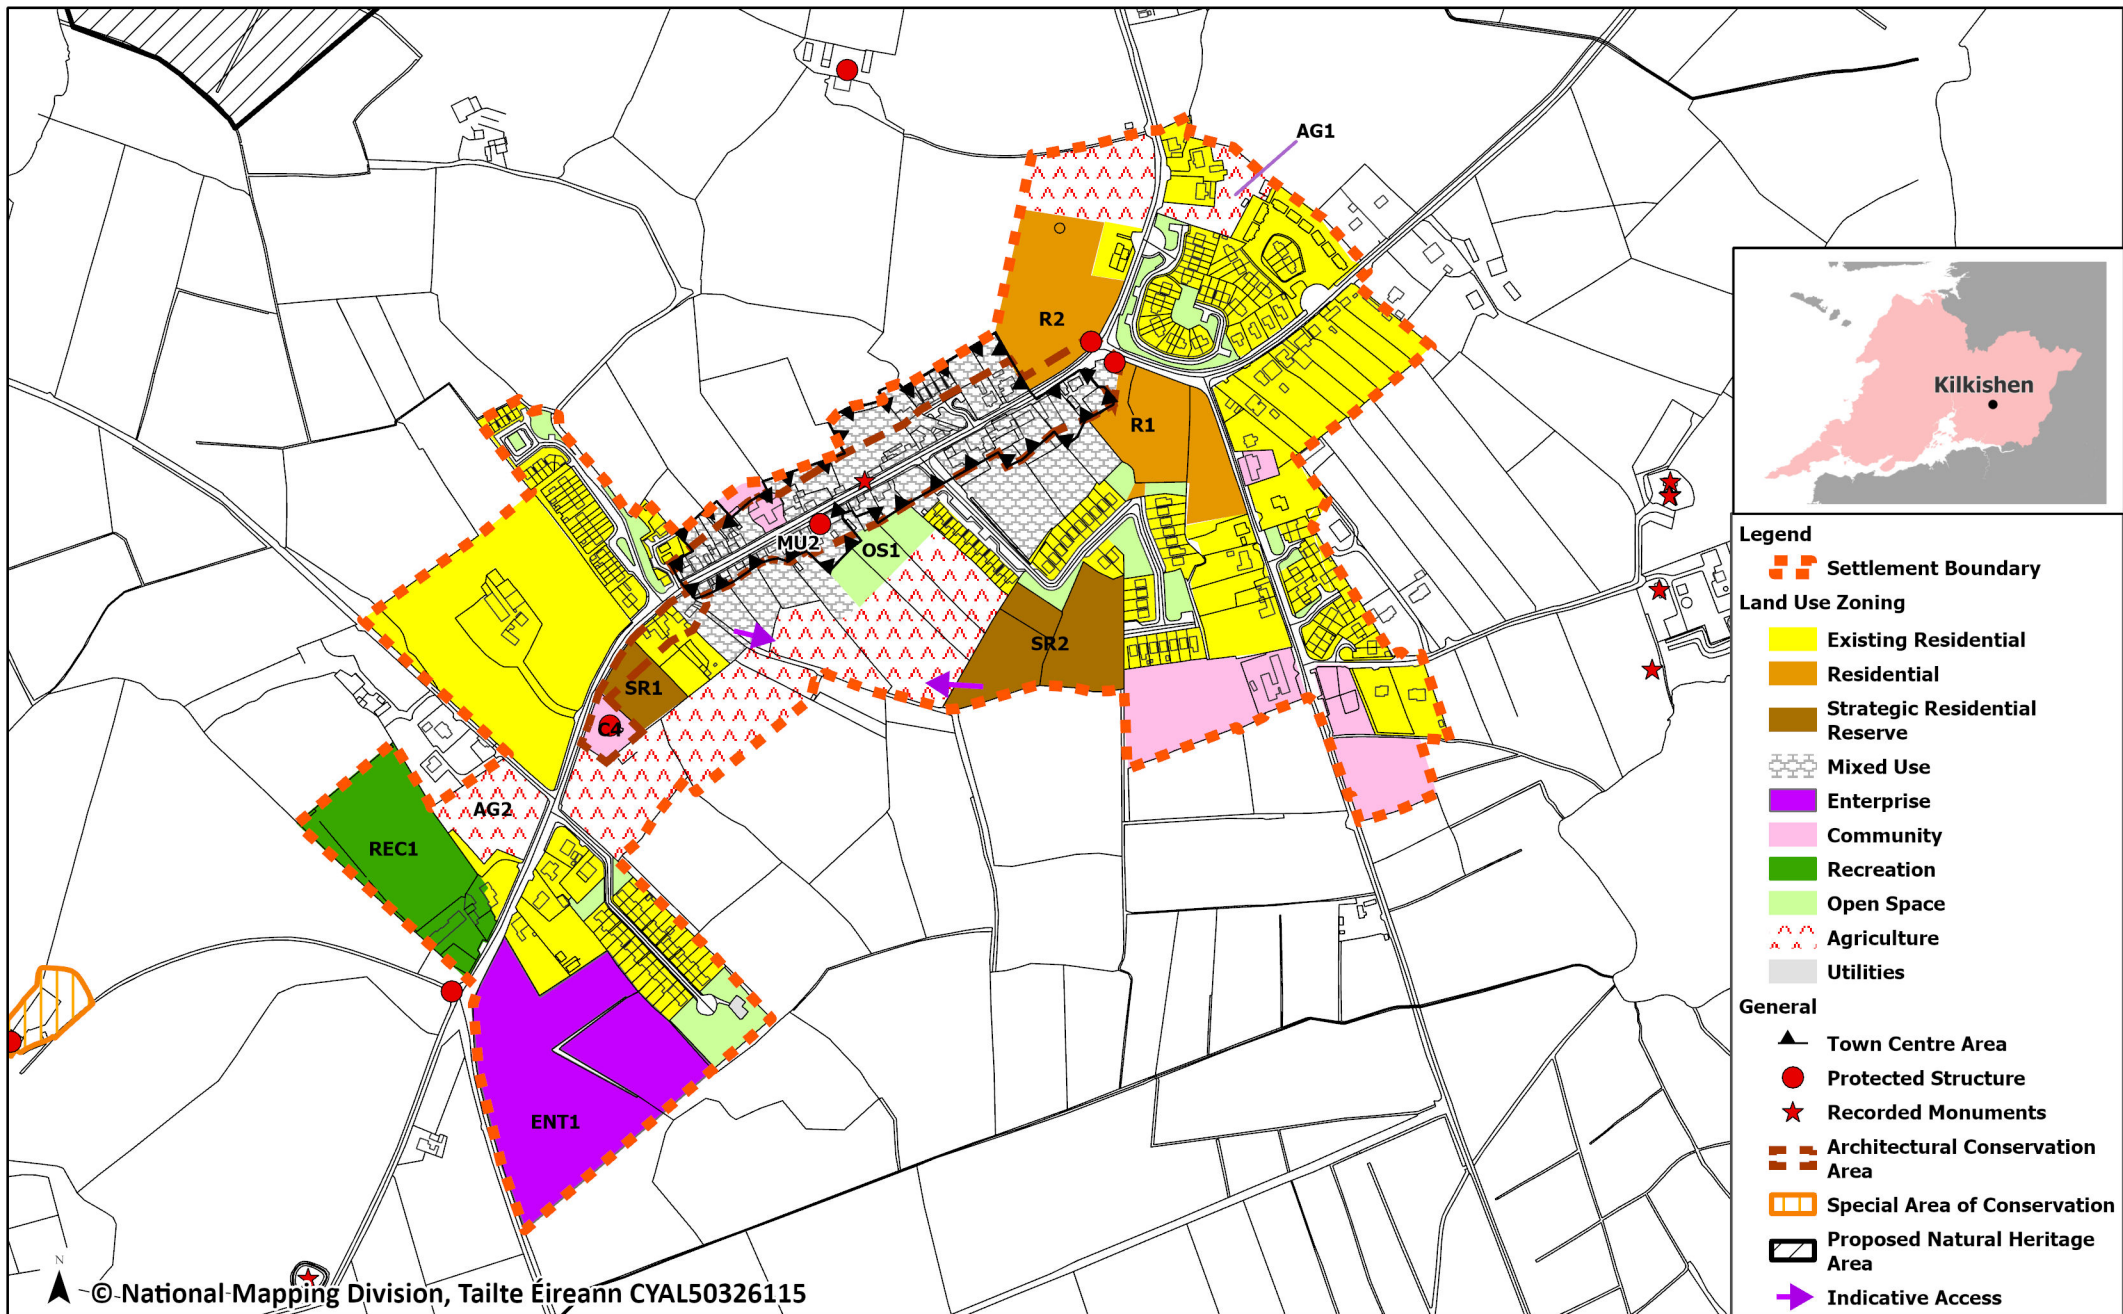 AG1
R2
R1
MU2
OS1
SR2
SR1
C4
AG2
REC1
ENT1
Kilkishen
Legend
Settlement Boundary
Land Use Zoning
Existing Residential
Residential
Strategic Residential
Reserve
Mixed Use
Enterprise
Community
Recreation
Open Space
Agriculture
Utilities
General
Town Centre Area
Protected Structure
Recorded Monuments
Architectural Conservation
Area
Special Area of Conservation
Proposed Natural Heritage
Area
Indicative Access
N
© National Mapping Division, Tailte Éireann CYAL50326115